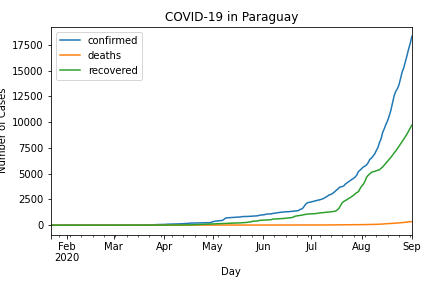 COVID-19 in Paraguay
confirmed
deaths
recovered
17500
15000
12500
10000
7500
5000
2500
0
Number of Cases
Feb
2020
Mar
Apr
May
Jun
Jul
Aug
Sep
Day